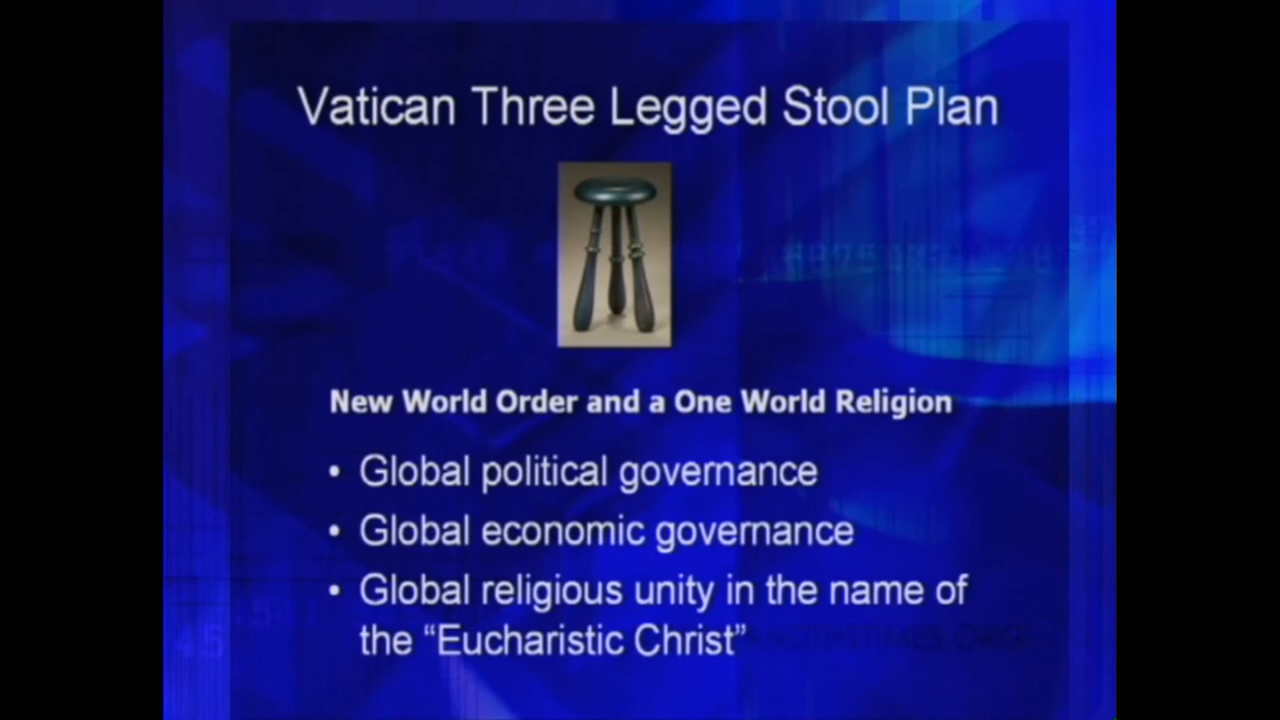 Vatican Three Legged Stool Plan
New World Order and a One World Religion
• Global political governance
• Global economic governance
• Global religious unity in the name of
the “Eucharistic Christ”